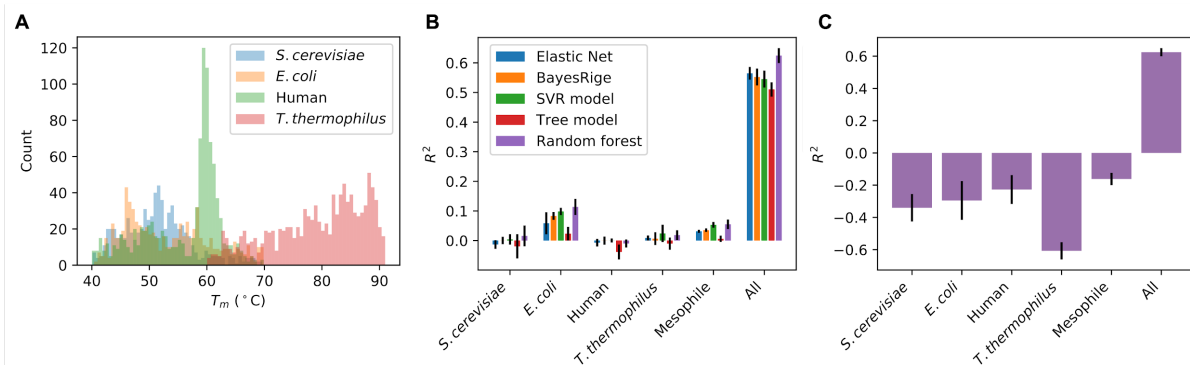 A
120
100
80
60
40
20
0
Count
40 50 60 70 80 90
T_m (°C)
S. cerevisiae
E. coli
Human
T. thermophilus
B
0.6
0.5
0.4
0.3
0.2
0.1
0.0
R²
Elastic Net
BayesRige
SVR model
Tree model
Random forest
S. cerevisiae
E. coli
Human
T. thermophilus
Mesophile
All
C
0.6
0.4
0.2
0.0
−0.2
−0.4
−0.6
R²
S. cerevisiae
E. coli
Human
T. thermophilus
Mesophile
All